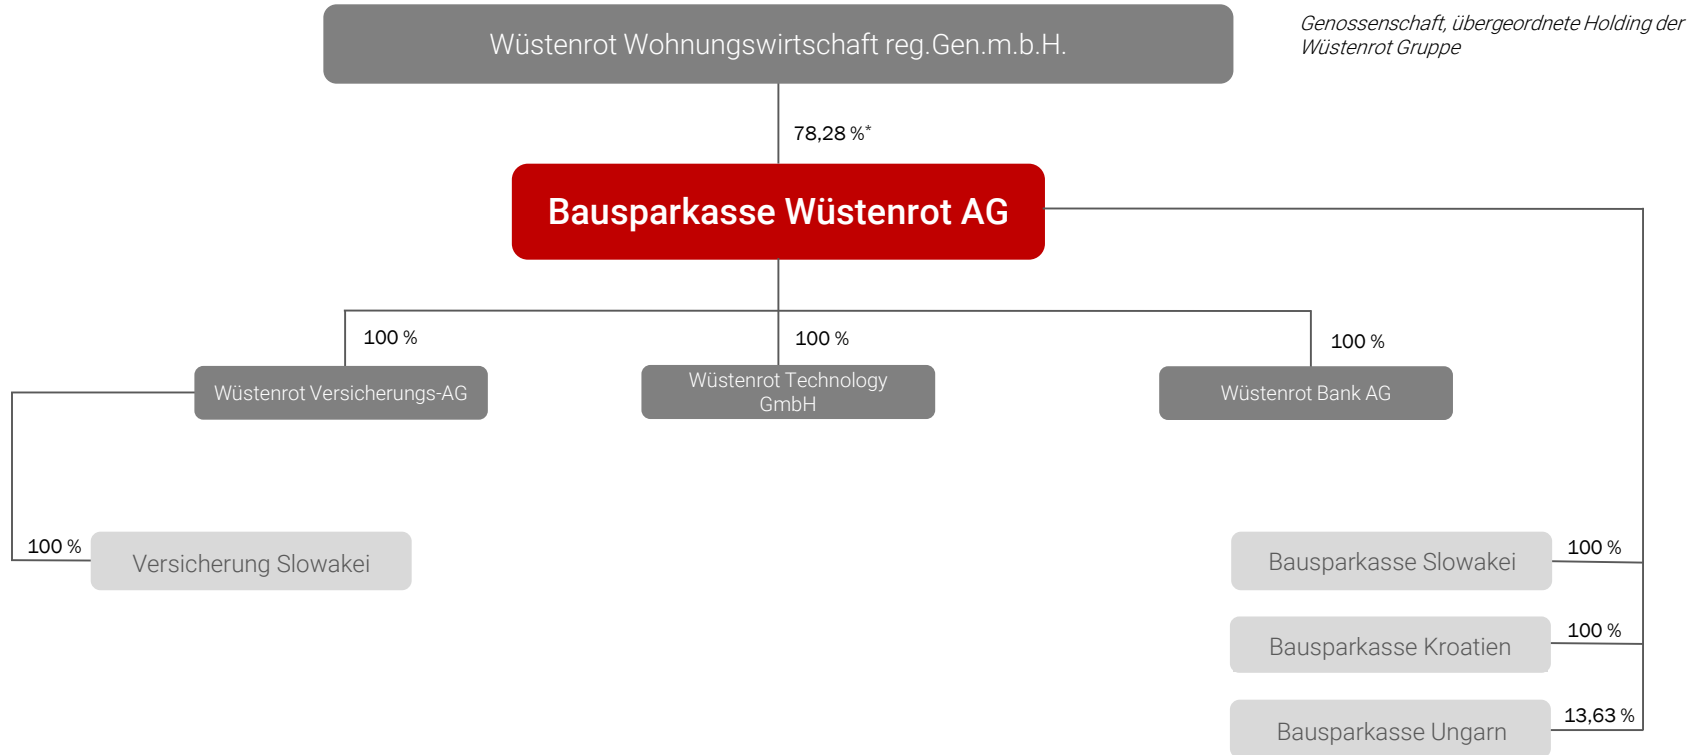 Wüstenrot Wohnungswirtschaft reg.Gen.m.b.H.
Genossenschaft, übergeordnete Holding der
Wüstenrot Gruppe
78,28 %*
Bausparkasse Wüstenrot AG
100 %
100 %
100 %
Wüstenrot Versicherungs-AG
Wüstenrot Technology
GmbH
Wüstenrot Bank AG
100 %
Versicherung Slowakei
Bausparkasse Slowakei
100 %
Bausparkasse Kroatien
100 %
Bausparkasse Ungarn
13,63 %